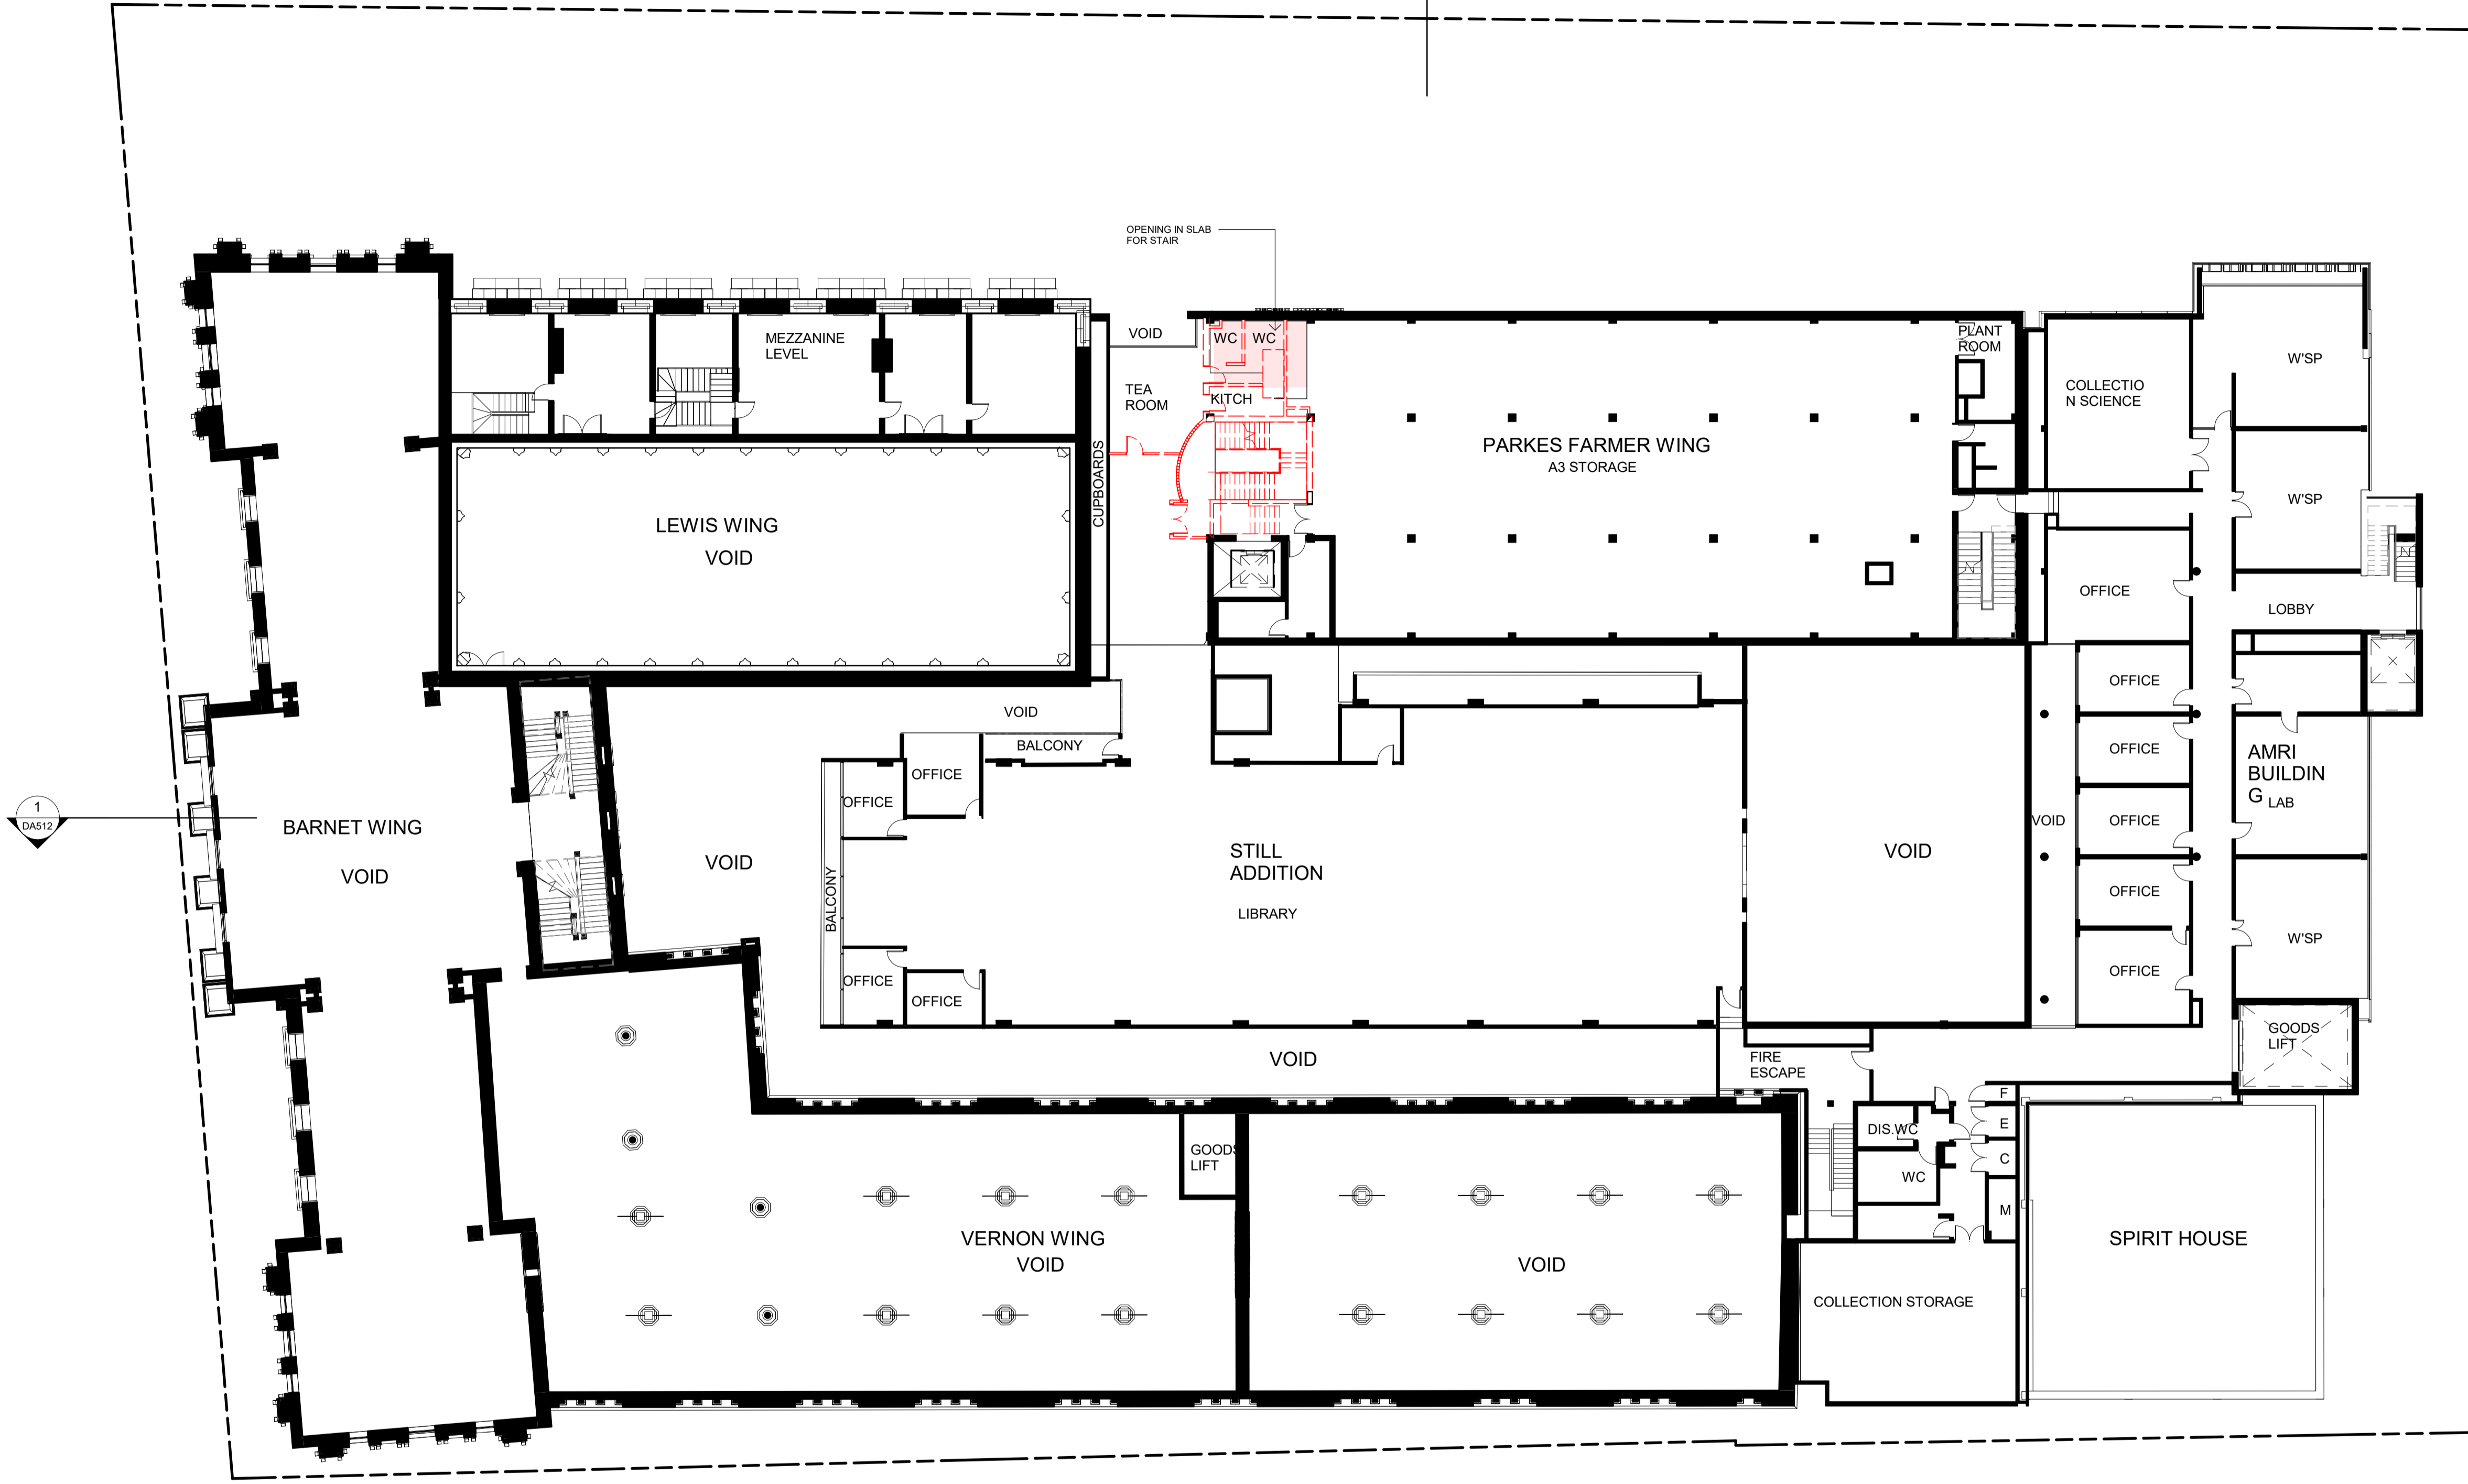 OPENING IN SLAB
FOR STAIR
VOID
WC
WC
PLANT
ROOM
MEZZANINE
LEVEL
W'SP
TEA
ROOM
KITCH
COLLECTIO
N SCIENCE
PARKES FARMER WING
A3 STORAGE
CUPBOARDS
W'SP
LEWIS WING
VOID
OFFICE
LOBBY
OFFICE
VOID
BALCONY
OFFICE
AMRI
BUILDIN
G
LAB
OFFICE
OFFICE
1
DA512
BARNET WING
VOID
VOID
BALCONY
STILL
ADDITION
LIBRARY
VOID
VOID
OFFICE
OFFICE
W'SP
OFFICE
OFFICE
OFFICE
GOODS
LIFT
VOID
FIRE
ESCAPE
F
E
DIS.WC
C
GOODS
LIFT
WC
M
VERNON WING
VOID
VOID
SPIRIT HOUSE
COLLECTION STORAGE